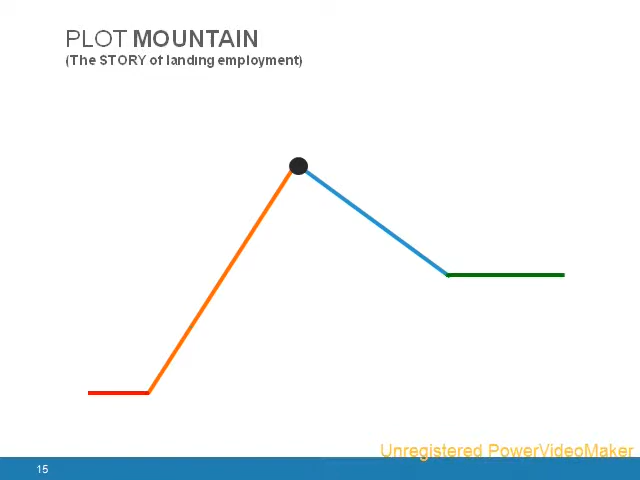 PLOT MOUNTAIN
(The STORY of landing employment)
Unregistered PowerVideoMaker
15